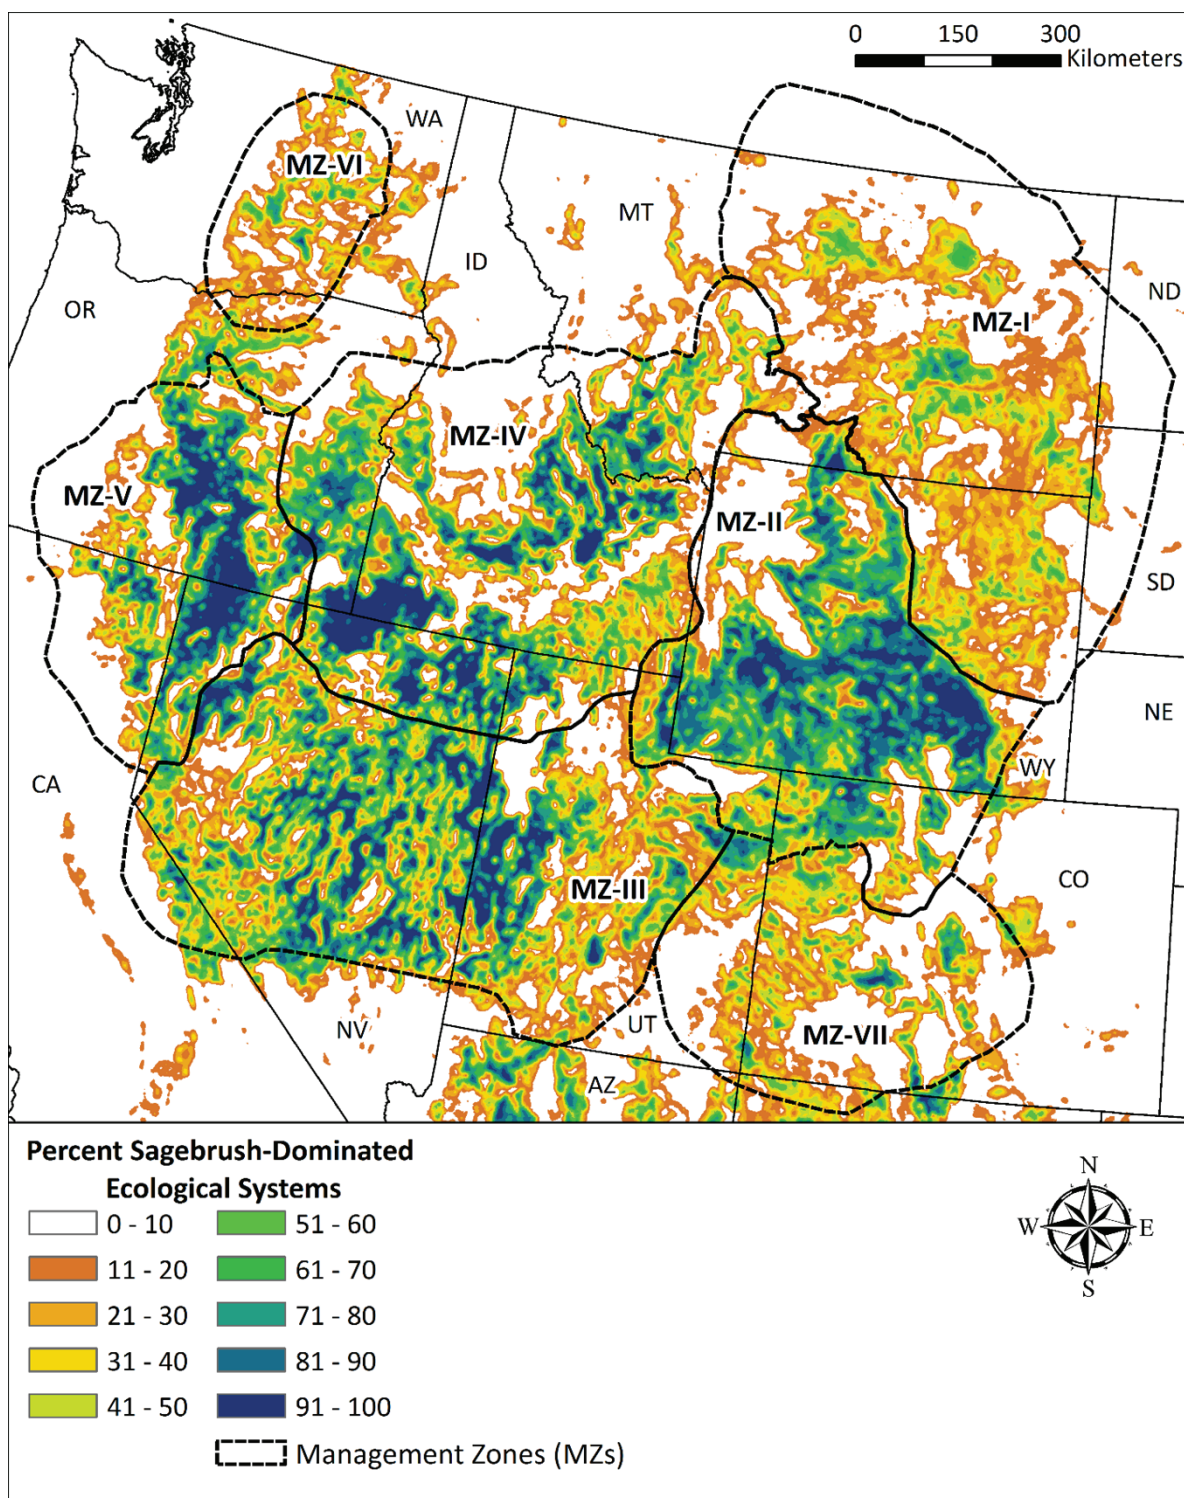 0 150 300
Kilometers
WA
MZ-VI
MT
ID
ND
OR
MZ-I
MZ-IV
MZ-V
MZ-II
SD
NE
WY
CA
CO
MZ-III
UT
NV
MZ-VII
AZ
Percent Sagebrush-Dominated
Ecological Systems
0 - 10
51 - 60
11 - 20
61 - 70
21 - 30
71 - 80
31 - 40
81 - 90
41 - 50
91 - 100
Management Zones (MZs)
N
W E
S